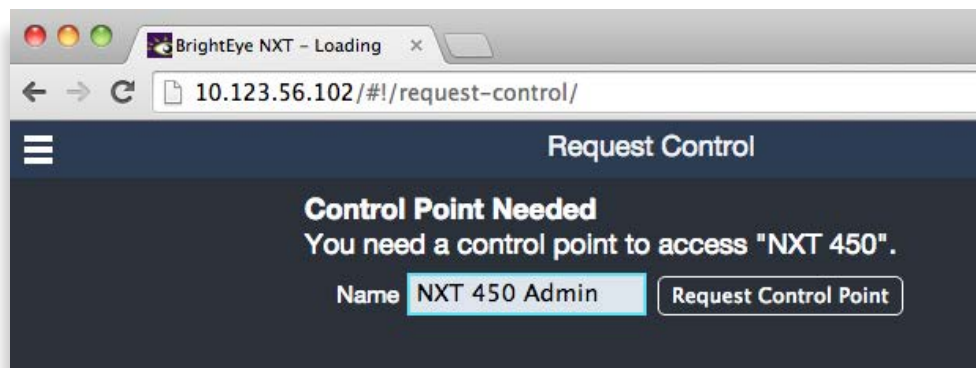 BrightEye NXT – Loading
10.123.56.102/#!/request-control/
Request Control
Control Point Needed
You need a control point to access "NXT 450".
Name NXT 450 Admin Request Control Point